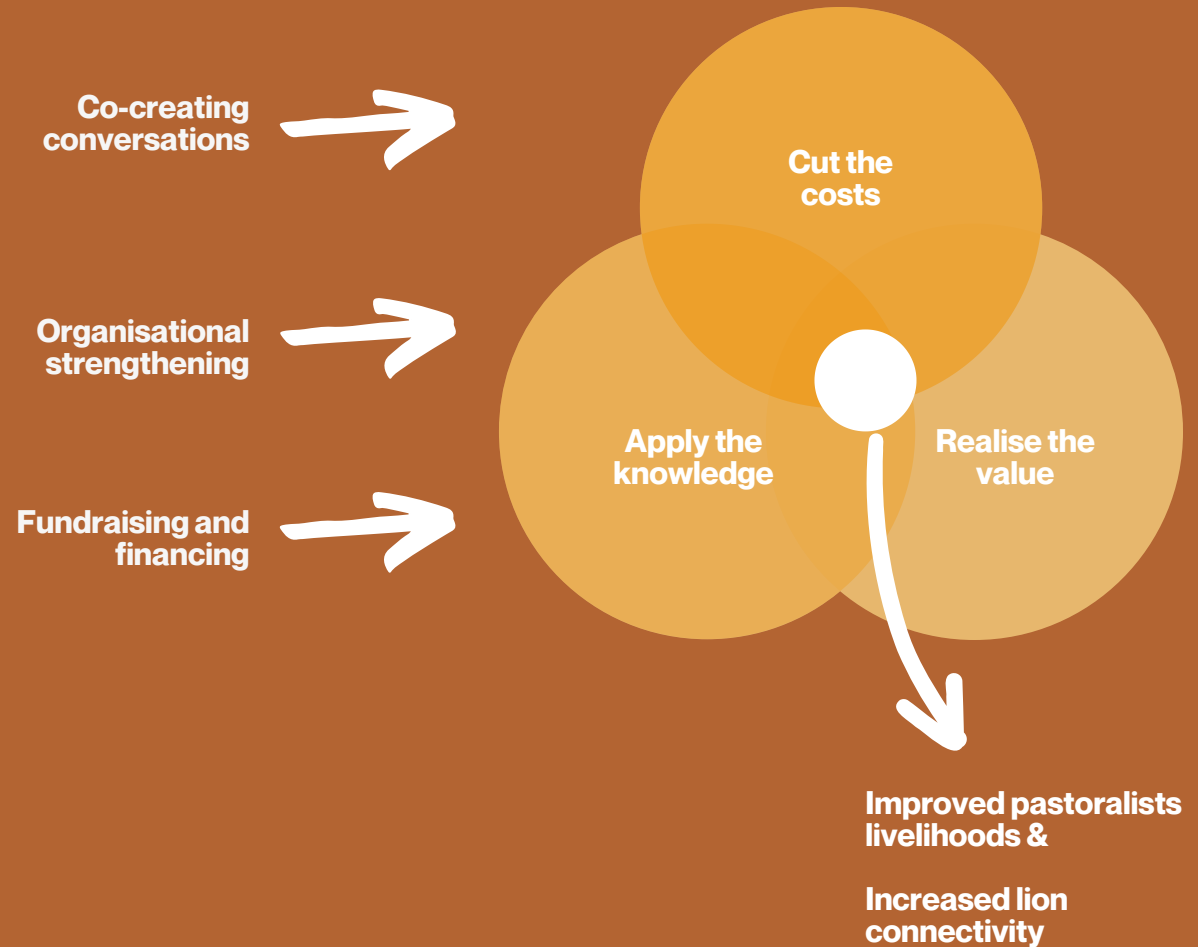 Co-creating
conversations
Organisational
strengthening
Fundraising and
financing
Cut the
costs
Apply the
knowledge
Realise the
value
Improved pastoralists
livelihoods &
Increased lion
connectivity